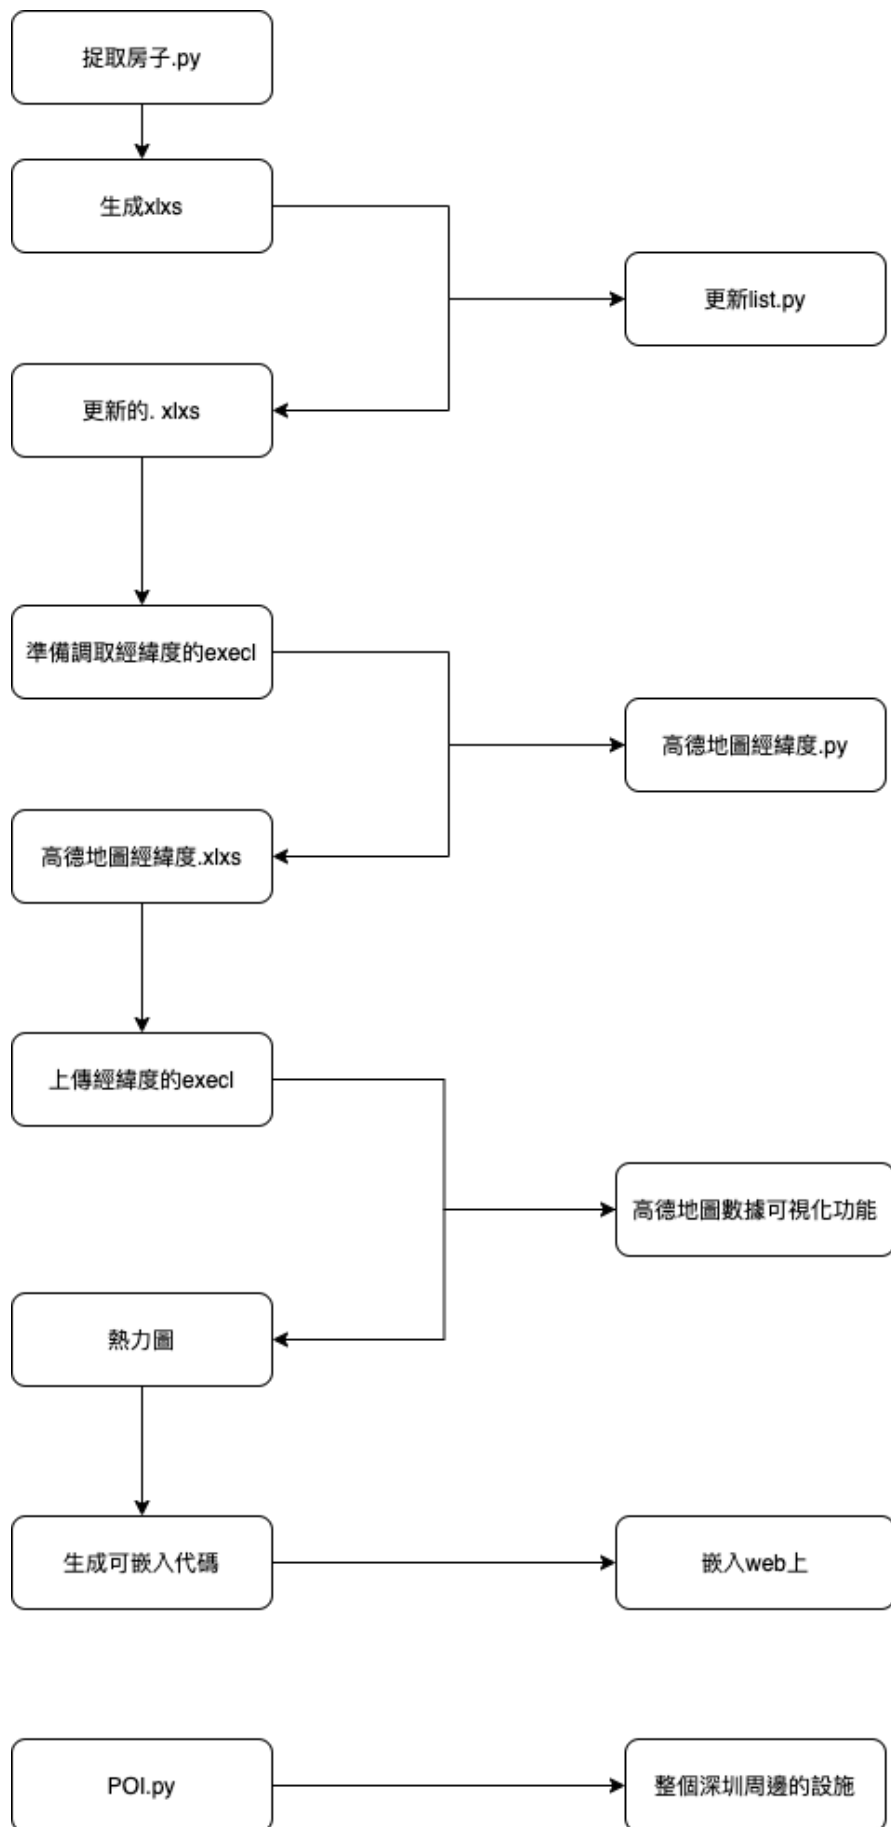 捉取房子.py
生成xlxs
更新list.py
更新的. xlxs
準備調取經緯度的execl
高德地圖經緯度.py
高德地圖經緯度.xlxs
上傳經緯度的execl
高德地圖數據可視化功能
熱力圖
生成可嵌入代碼
嵌入web上
POI.py
整個深圳周邊的設施